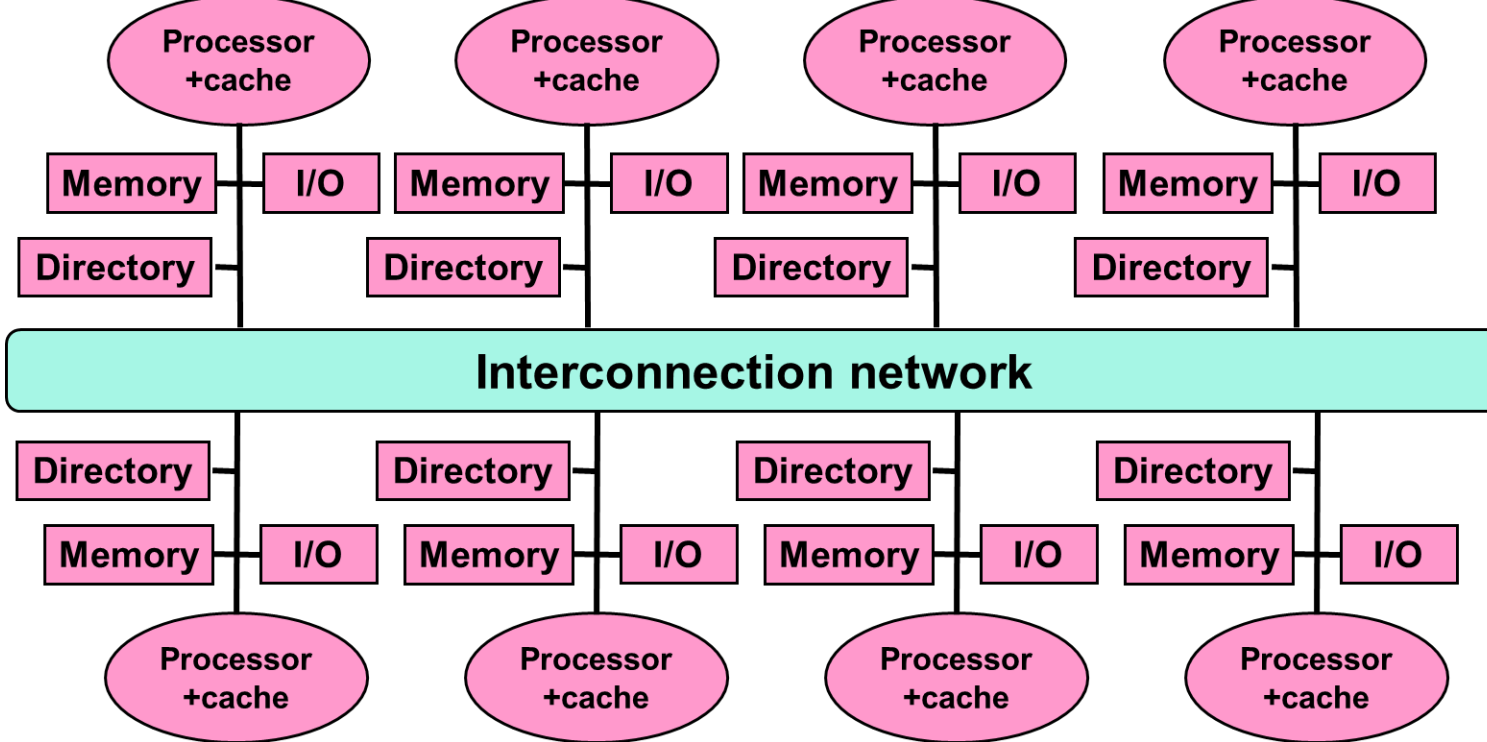 Processor
+cache
Processor
+cache
Processor
+cache
Processor
+cache
Memory
I/O
Memory
I/O
Memory
I/O
Memory
I/O
Directory
Directory
Directory
Directory
Interconnection network
Directory
Directory
Directory
Directory
Memory
I/O
Memory
I/O
Memory
I/O
Memory
I/O
Processor
+cache
Processor
+cache
Processor
+cache
Processor
+cache